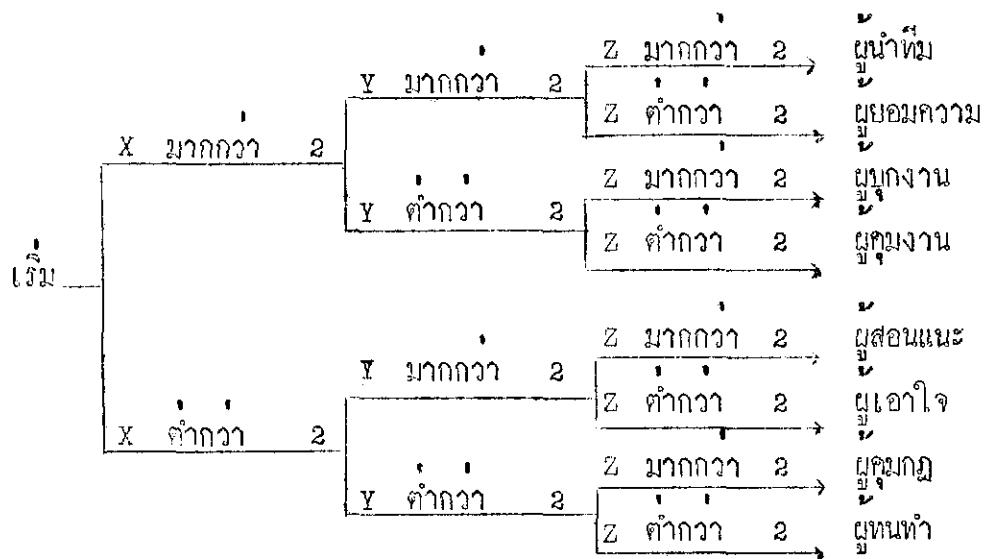 Z มากกว่า 2 ผู้นำทีม
Y มากกว่า 2
Z ต่ำกว่า 2 ผู้ยอมความ
X มากกว่า 2
Z มากกว่า 2 ผู้บุกงาน
Y ต่ำกว่า 2
Z ต่ำกว่า 2 ผู้คุมงาน
เริ่ม
Z มากกว่า 2 ผู้สอนแนะ
Y มากกว่า 2
Z ต่ำกว่า 2 ผู้เอาใจ
X ต่ำกว่า 2
Z มากกว่า 2 ผู้คุมกฎ
Y ต่ำกว่า 2
Z ต่ำกว่า 2 ผู้ทนทำ